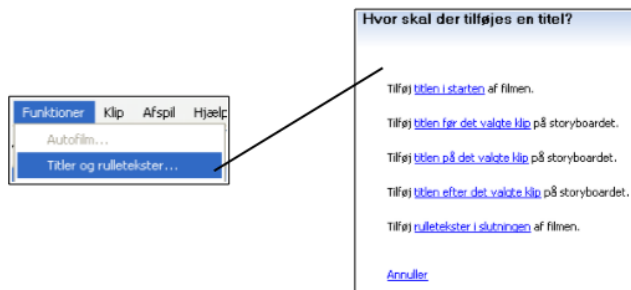 Hvor skal der tilføjes en titel?
Tilføj titlen i starten af filmen.
Tilføj titlen før det valgte klip på storyboardet.
Tilføj titlen på det valgte klip på storyboardet.
Tilføj titlen efter det valgte klip på storyboardet.
Tilføj rulletekster i slutningen af filmen.
Annuller
Funktioner Klip Afspil Hjælp
Autofilm...
Titler og rulletekster...